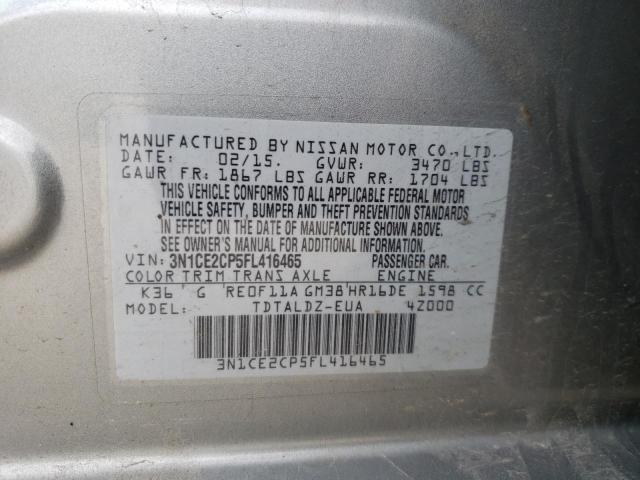 MANUFACTURED BY NISSAN MOTOR CO.,LTD.
DATE: 02/15. GVWR: 3470 LBS
GAWR FR: 1867 LBS GAWR RR: 1704 LBS
THIS VEHICLE CONFORMS TO ALL APPLICABLE FEDERAL MOTOR
VEHICLE SAFETY, BUMPER AND THEFT PREVENTION STANDARDS
IN EFFECT ON THE DATE OF MANUFACTURE SHOWN ABOVE.
SEE OWNER'S MANUAL FOR ADDITIONAL INFORMATION.
VIN: 3N1CE2CP5FL416465 PASSENGER CAR.
COLOR TRIM TRANS AXLE ENGINE
K36 G RE0F11A GM38 HR16DE 1598 CC
MODEL: TDTALDZ-EUA 4Z000
3N1CE2CP5FL416465